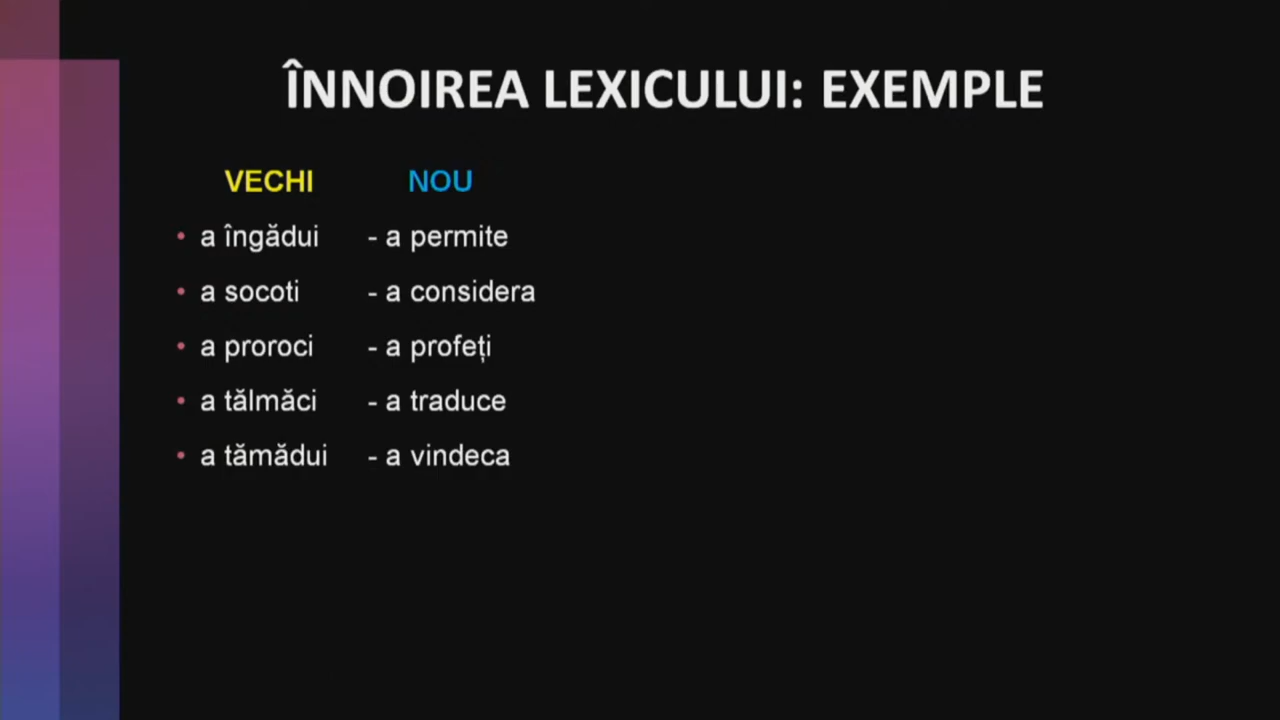 ÎNNOIREA LEXICULUI: EXEMPLE
VECHI NOU
• a îngădui - a permite
• a socoti - a considera
• a proroci - a profeți
• a tălmăci - a traduce
• a tămădui - a vindeca